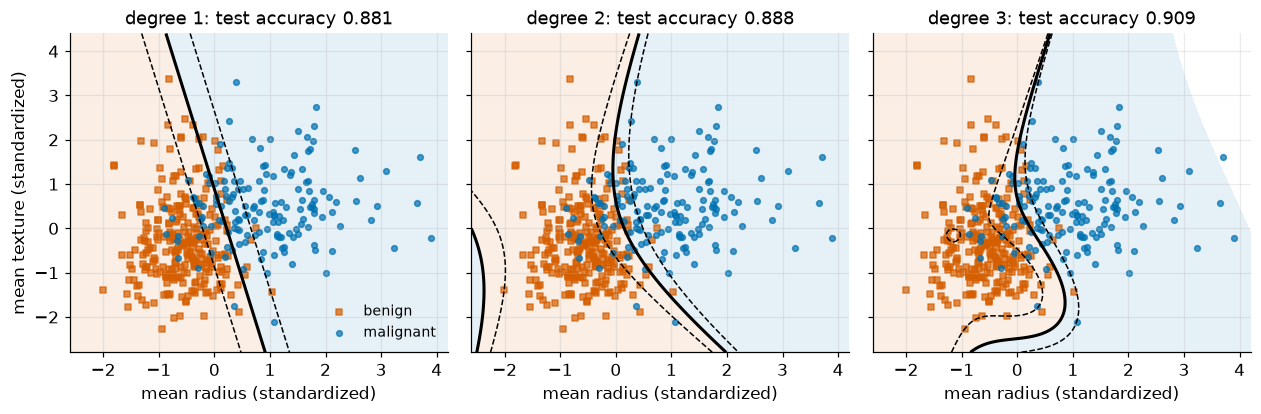 degree 1: test accuracy 0.881
degree 2: test accuracy 0.888
degree 3: test accuracy 0.909
mean texture (standardized)
4
3
2
1
0
−1
−2
benign
malignant
−2 −1 0 1 2 3 4
−2 −1 0 1 2 3 4
−2 −1 0 1 2 3 4
mean radius (standardized)
mean radius (standardized)
mean radius (standardized)